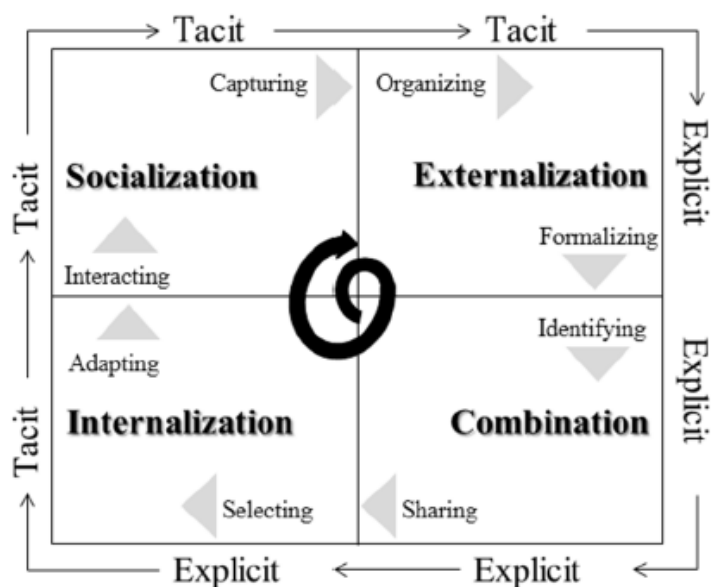 Tacit
Tacit
Capturing
Organizing
Tacit
Explicit
Socialization
Externalization
Interacting
Formalizing
Adapting
Identifying
Tacit
Explicit
Internalization
Combination
Selecting
Sharing
Explicit
Explicit